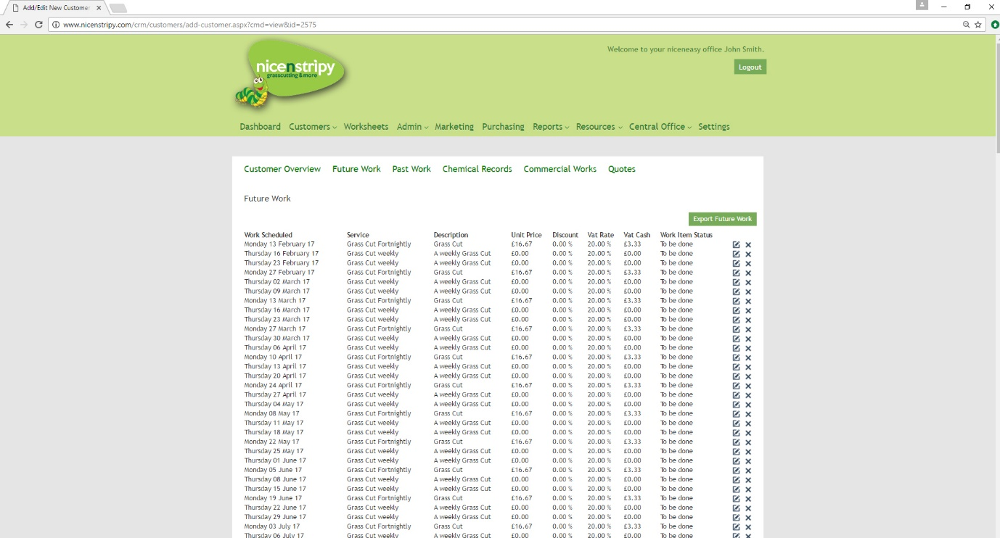 Add/Edit New Customer
www.nicenstripy.com/crm/customers/add-customer.aspx?cmd=view&id=2575
Welcome to your niceneasy office John Smith.
Logout
nicenstripy
grasscutting & more
Dashboard Customers Worksheets Admin Marketing Purchasing Reports Resources Central Office Settings
Customer Overview Future Work Past Work Chemical Records Commercial Works Quotes
Future Work
Export Future Work
Work Scheduled Service Description Unit Price Discount Vat Rate Vat Cash Work Item Status
Monday 13 February 17 Grass Cut Fortnightly Grass Cut £16.67 0.00 % 20.00 % £3.33 To be done
Thursday 16 February 17 Grass Cut weekly A weekly Grass Cut £0.00 0.00 % 20.00 % £0.00 To be done
Thursday 23 February 17 Grass Cut weekly A weekly Grass Cut £0.00 0.00 % 20.00 % £0.00 To be done
Monday 27 February 17 Grass Cut Fortnightly Grass Cut £16.67 0.00 % 20.00 % £3.33 To be done
Thursday 02 March 17 Grass Cut weekly A weekly Grass Cut £0.00 0.00 % 20.00 % £0.00 To be done
Thursday 09 March 17 Grass Cut weekly A weekly Grass Cut £0.00 0.00 % 20.00 % £0.00 To be done
Monday 13 March 17 Grass Cut Fortnightly Grass Cut £16.67 0.00 % 20.00 % £3.33 To be done
Thursday 16 March 17 Grass Cut weekly A weekly Grass Cut £0.00 0.00 % 20.00 % £0.00 To be done
Thursday 23 March 17 Grass Cut weekly A weekly Grass Cut £0.00 0.00 % 20.00 % £0.00 To be done
Monday 27 March 17 Grass Cut Fortnightly Grass Cut £16.67 0.00 % 20.00 % £3.33 To be done
Thursday 30 March 17 Grass Cut weekly A weekly Grass Cut £0.00 0.00 % 20.00 % £0.00 To be done
Thursday 06 April 17 Grass Cut weekly A weekly Grass Cut £0.00 0.00 % 20.00 % £0.00 To be done
Monday 10 April 17 Grass Cut Fortnightly Grass Cut £16.67 0.00 % 20.00 % £3.33 To be done
Thursday 13 April 17 Grass Cut weekly A weekly Grass Cut £0.00 0.00 % 20.00 % £0.00 To be done
Thursday 20 April 17 Grass Cut weekly A weekly Grass Cut £0.00 0.00 % 20.00 % £0.00 To be done
Monday 24 April 17 Grass Cut Fortnightly Grass Cut £16.67 0.00 % 20.00 % £3.33 To be done
Thursday 27 April 17 Grass Cut weekly A weekly Grass Cut £0.00 0.00 % 20.00 % £0.00 To be done
Thursday 04 May 17 Grass Cut weekly A weekly Grass Cut £0.00 0.00 % 20.00 % £0.00 To be done
Monday 08 May 17 Grass Cut Fortnightly Grass Cut £16.67 0.00 % 20.00 % £3.33 To be done
Thursday 11 May 17 Grass Cut weekly A weekly Grass Cut £0.00 0.00 % 20.00 % £0.00 To be done
Thursday 18 May 17 Grass Cut weekly A weekly Grass Cut £0.00 0.00 % 20.00 % £0.00 To be done
Monday 22 May 17 Grass Cut Fortnightly Grass Cut £16.67 0.00 % 20.00 % £3.33 To be done
Thursday 25 May 17 Grass Cut weekly A weekly Grass Cut £0.00 0.00 % 20.00 % £0.00 To be done
Thursday 01 June 17 Grass Cut weekly A weekly Grass Cut £0.00 0.00 % 20.00 % £0.00 To be done
Monday 05 June 17 Grass Cut Fortnightly Grass Cut £16.67 0.00 % 20.00 % £3.33 To be done
Thursday 08 June 17 Grass Cut weekly A weekly Grass Cut £0.00 0.00 % 20.00 % £0.00 To be done
Thursday 15 June 17 Grass Cut weekly A weekly Grass Cut £0.00 0.00 % 20.00 % £0.00 To be done
Monday 19 June 17 Grass Cut Fortnightly Grass Cut £16.67 0.00 % 20.00 % £3.33 To be done
Thursday 22 June 17 Grass Cut weekly A weekly Grass Cut £0.00 0.00 % 20.00 % £0.00 To be done
Thursday 29 June 17 Grass Cut weekly A weekly Grass Cut £0.00 0.00 % 20.00 % £0.00 To be done
Monday 03 July 17 Grass Cut Fortnightly Grass Cut £16.67 0.00 % 20.00 % £3.33 To be done
Thursday 06 July 17 Grass Cut weekly A weekly Grass Cut £0.00 0.00 % 20.00 % £0.00 To be done